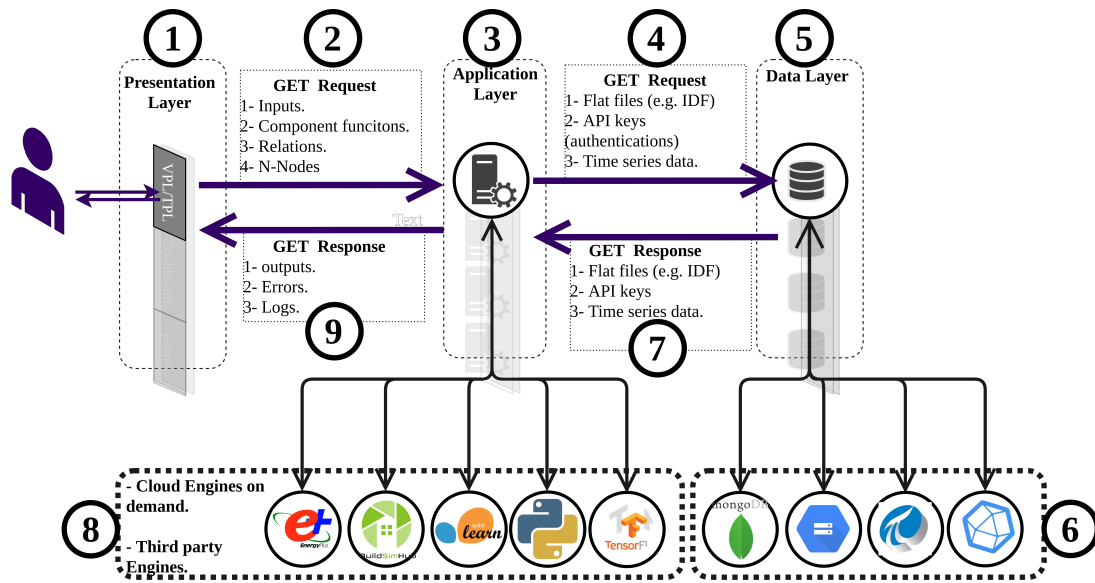 1
2
3
4
5
Presentation
Layer
GET Request
1- Inputs.
2- Component funcitons.
3- Relations.
4- N-Nodes
Application
Layer
GET Request
1- Flat files (e.g. IDF)
2- API keys
(authentications)
3- Time series data.
Data Layer
VPL/TPL
Text
GET Response
1- outputs.
2- Errors.
3- Logs.
9
GET Response
1- Flat files (e.g. IDF)
2- API keys
3- Time series data.
7
8
- Cloud Engines on
demand.
- Third party
Engines.
EnergyPlus
BuildSimHub
learn
TensorFl
mongoDB
6